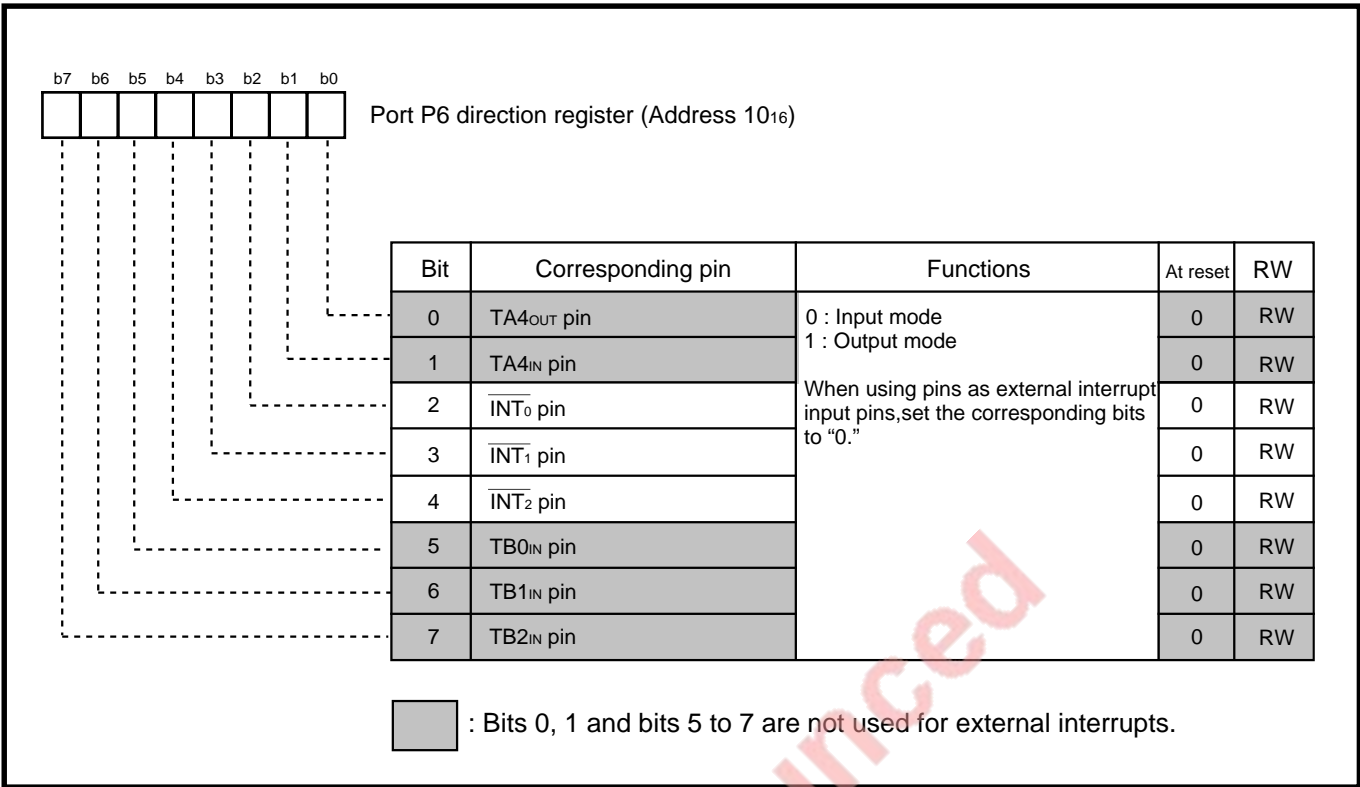 b7 b6 b5 b4 b3 b2 b1 b0
Port P6 direction register (Address 10₁₆)
Bit Corresponding pin Functions At reset RW
0 TA4OUT pin 0 : Input mode 0 RW
1 : Output mode
1 TA4IN pin 0 RW
When using pins as external interrupt
2 I̅N̅T̅₀ pin input pins,set the corresponding bits 0 RW
to “0.”
3 I̅N̅T̅₁ pin 0 RW
4 I̅N̅T̅₂ pin 0 RW
5 TB0IN pin 0 RW
6 TB1IN pin 0 RW
7 TB2IN pin 0 RW
: Bits 0, 1 and bits 5 to 7 are not used for external interrupts.